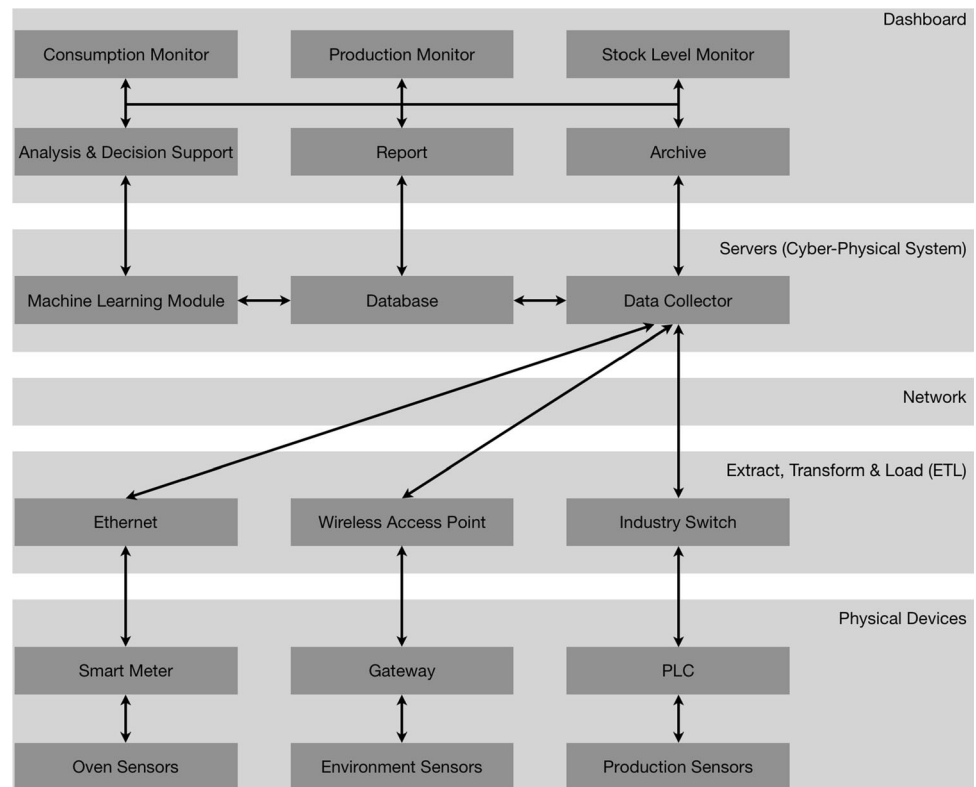 Dashboard
Consumption Monitor
Production Monitor
Stock Level Monitor
Analysis & Decision Support
Report
Archive
Servers (Cyber-Physical System)
Machine Learning Module
Database
Data Collector
Network
Extract, Transform & Load (ETL)
Ethernet
Wireless Access Point
Industry Switch
Physical Devices
Smart Meter
Gateway
PLC
Oven Sensors
Environment Sensors
Production Sensors